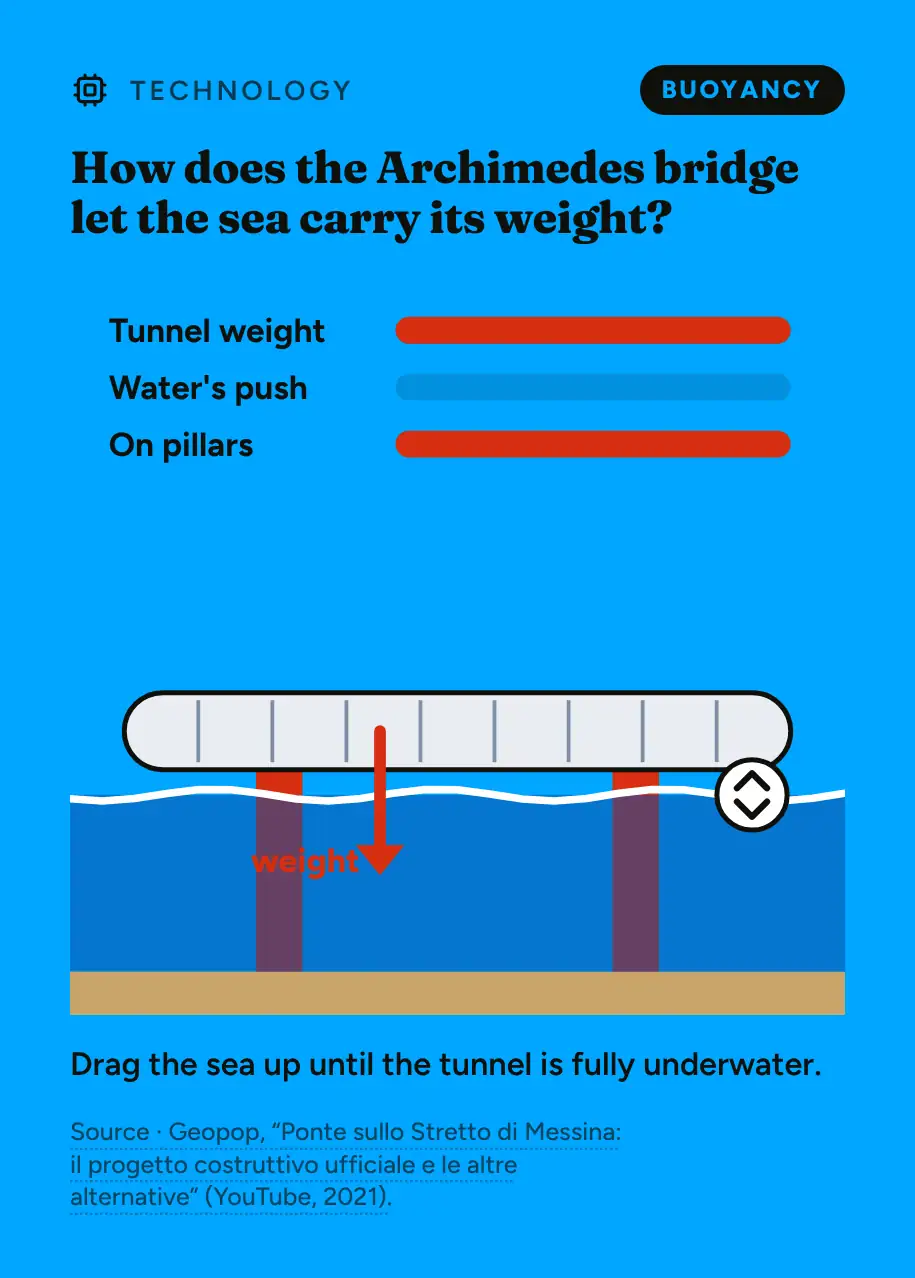 TECHNOLOGY
BUOYANCY
How does the Archimedes bridge
let the sea carry its weight?
Tunnel weight
Water's push
On pillars
weight
Drag the sea up until the tunnel is fully underwater.
Source · Geopop, “Ponte sullo Stretto di Messina:
il progetto costruttivo ufficiale e le altre
alternative” (YouTube, 2021).